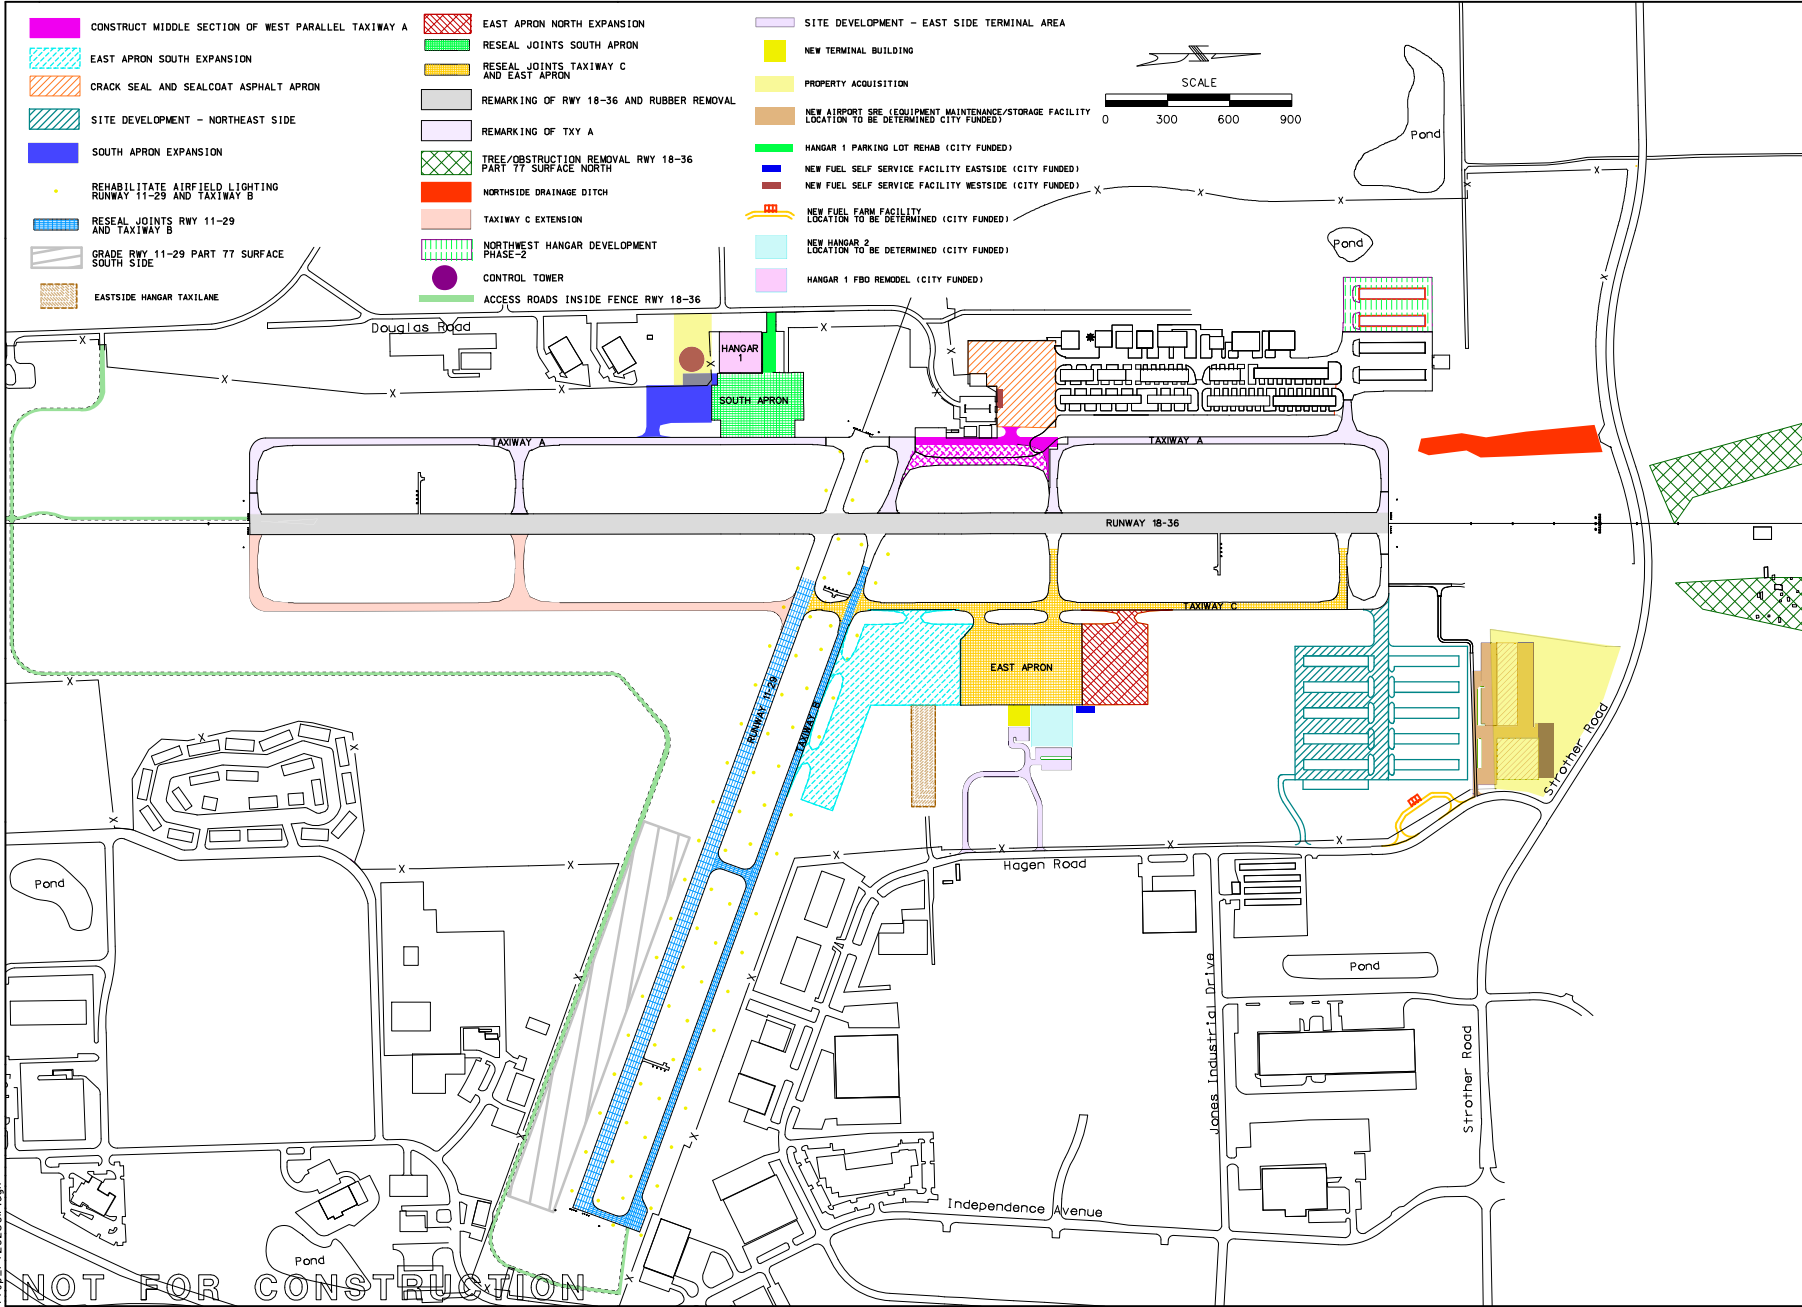 CONSTRUCT MIDDLE SECTION OF WEST PARALLEL TAXIWAY A
EAST APRON SOUTH EXPANSION
CRACK SEAL AND SEALCOAT ASPHALT APRON
SITE DEVELOPMENT - NORTHEAST SIDE
SOUTH APRON EXPANSION
REHABILITATE AIRFIELD LIGHTING
RUNWAY 11-29 AND TAXIWAY B
RESEAL JOINTS RWY 11-29
AND TAXIWAY B
GRADE RWY 11-29 PART 77 SURFACE
SOUTH SIDE
EASTSIDE HANGAR TAXILANE
EAST APRON NORTH EXPANSION
RESEAL JOINTS SOUTH APRON
RESEAL JOINTS TAXIWAY C
AND EAST APRON
REMARKING OF RWY 18-36 AND RUBBER REMOVAL
REMARKING OF TXY A
TREE/OBSTRUCTION REMOVAL RWY 18-36
PART 77 SURFACE NORTH
NORTHSIDE DRAINAGE DITCH
TAXIWAY C EXTENSION
NORTHWEST HANGAR DEVELOPMENT
PHASE-2
CONTROL TOWER
ACCESS ROADS INSIDE FENCE RWY 18-36
SITE DEVELOPMENT - EAST SIDE TERMINAL AREA
NEW TERMINAL BUILDING
PROPERTY ACQUISITION
NEW AIRPORT SRE (EQUIPMENT MAINTENANCE/STORAGE FACILITY
LOCATION TO BE DETERMINED CITY FUNDED)
HANGAR 1 PARKING LOT REHAB (CITY FUNDED)
NEW FUEL SELF SERVICE FACILITY EASTSIDE (CITY FUNDED)
NEW FUEL SELF SERVICE FACILITY WESTSIDE (CITY FUNDED)
NEW FUEL FARM FACILITY
LOCATION TO BE DETERMINED (CITY FUNDED)
NEW HANGAR 2
LOCATION TO BE DETERMINED (CITY FUNDED)
HANGAR 1 FBO REMODEL (CITY FUNDED)
SCALE
0 300 600 900
Pond
Pond
Douglas Road
HANGAR
1
SOUTH APRON
TAXIWAY A
TAXIWAY A
RUNWAY 18-36
TAXIWAY C
EAST APRON
RUNWAY 11-29
TAXIWAY B
Strother Road
Hagen Road
Pond
Pond
Jones Industrial Drive
Strother Road
Independence Avenue
Pond
NOT FOR CONSTRUCTION